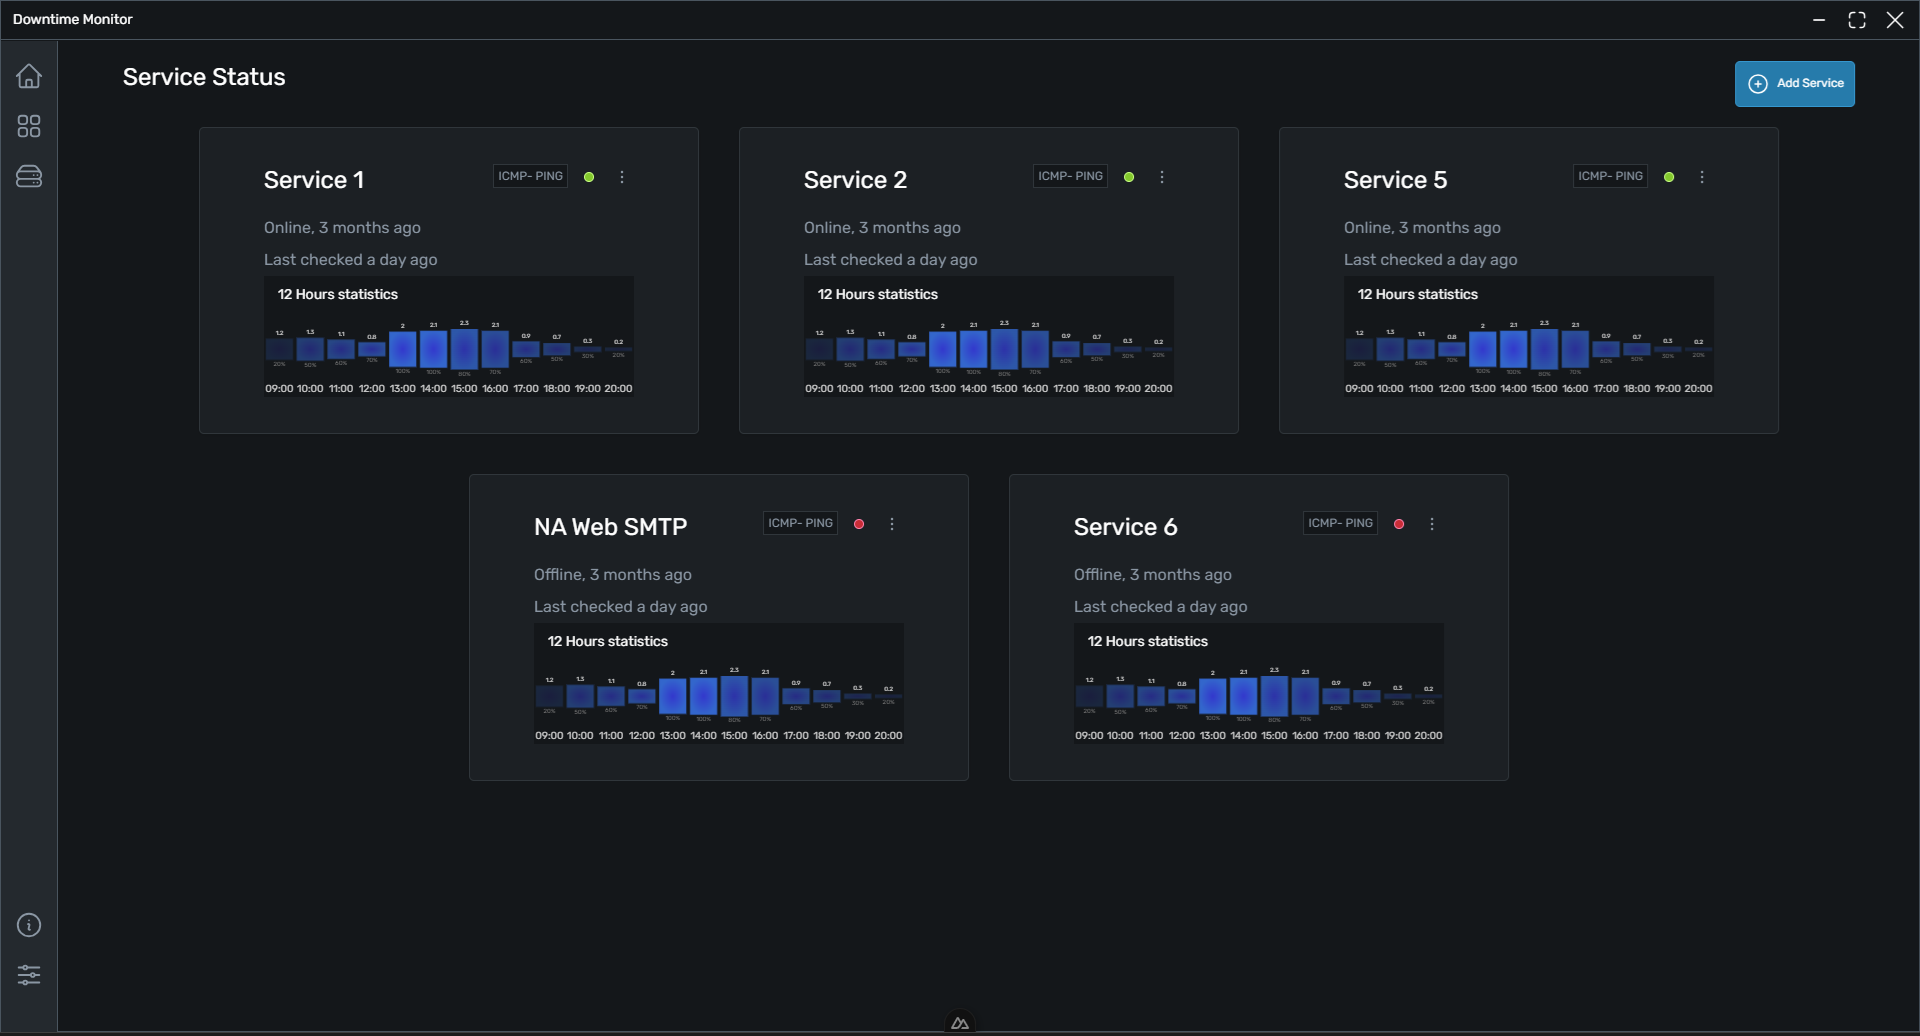 Downtime Monitor
Service Status
Add Service
Service 1
ICMP- PING
Online, 3 months ago
Last checked a day ago
12 Hours statistics
1.2 1.3 1.1 0.8 2 2.1 2.3 2.1 0.9 0.7 0.3 0.2
20% 50% 60% 70% 100% 100% 80% 70% 60% 50% 30% 20%
09:00 10:00 11:00 12:00 13:00 14:00 15:00 16:00 17:00 18:00 19:00 20:00
Service 2
ICMP- PING
Online, 3 months ago
Last checked a day ago
12 Hours statistics
1.2 1.3 1.1 0.8 2 2.1 2.3 2.1 0.9 0.7 0.3 0.2
20% 50% 60% 70% 100% 100% 80% 70% 60% 50% 30% 20%
09:00 10:00 11:00 12:00 13:00 14:00 15:00 16:00 17:00 18:00 19:00 20:00
Service 5
ICMP- PING
Online, 3 months ago
Last checked a day ago
12 Hours statistics
1.2 1.3 1.1 0.8 2 2.1 2.3 2.1 0.9 0.7 0.3 0.2
20% 50% 60% 70% 100% 100% 80% 70% 60% 50% 30% 20%
09:00 10:00 11:00 12:00 13:00 14:00 15:00 16:00 17:00 18:00 19:00 20:00
NA Web SMTP
ICMP- PING
Offline, 3 months ago
Last checked a day ago
12 Hours statistics
1.2 1.3 1.1 0.8 2 2.1 2.3 2.1 0.9 0.7 0.3 0.2
20% 50% 60% 70% 100% 100% 80% 70% 60% 50% 30% 20%
09:00 10:00 11:00 12:00 13:00 14:00 15:00 16:00 17:00 18:00 19:00 20:00
Service 6
ICMP- PING
Offline, 3 months ago
Last checked a day ago
12 Hours statistics
1.2 1.3 1.1 0.8 2 2.1 2.3 2.1 0.9 0.7 0.3 0.2
20% 50% 60% 70% 100% 100% 80% 70% 60% 50% 30% 20%
09:00 10:00 11:00 12:00 13:00 14:00 15:00 16:00 17:00 18:00 19:00 20:00